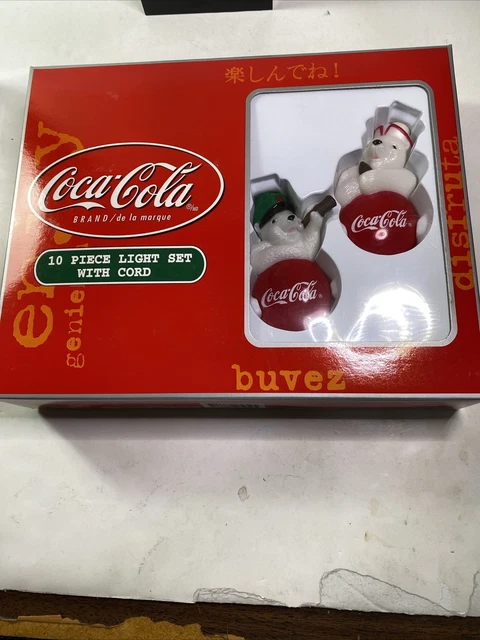 楽しんでね!
enjoy
Coca-Cola
BRAND/de la marque
10 PIECE LIGHT SET
WITH CORD
Coca-Cola
Coca-Cola
disfruta
buvez